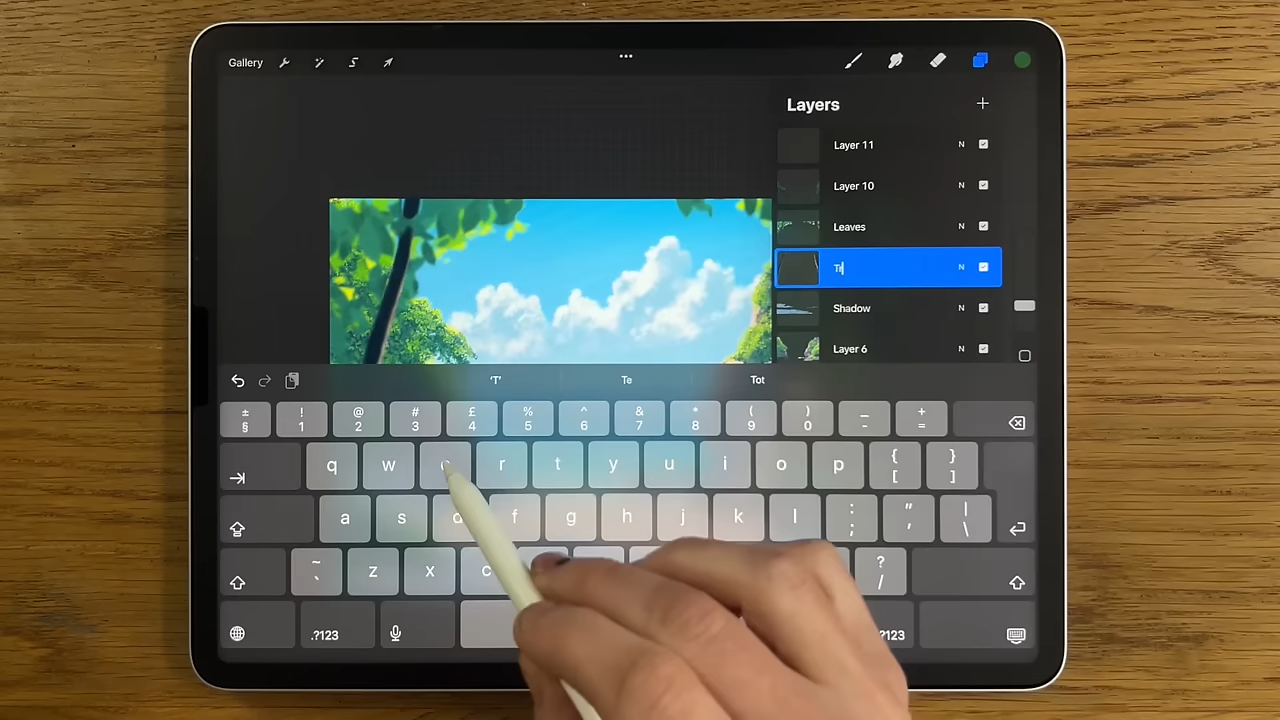 Gallery
Layers
Layer 11 N
Layer 10 N
Leaves N
Tr N
Shadow N
Layer 6 N
'T' Te Tot
± ! @ # £ % ^ & * ( ) _ +
§ 1 2 3 4 5 6 7 8 9 0 - =
q w r t y u i o p { }
[ ]
a s d f g h j k l : " |
; ' \
~ ?
` z x c /
.?123 ?123